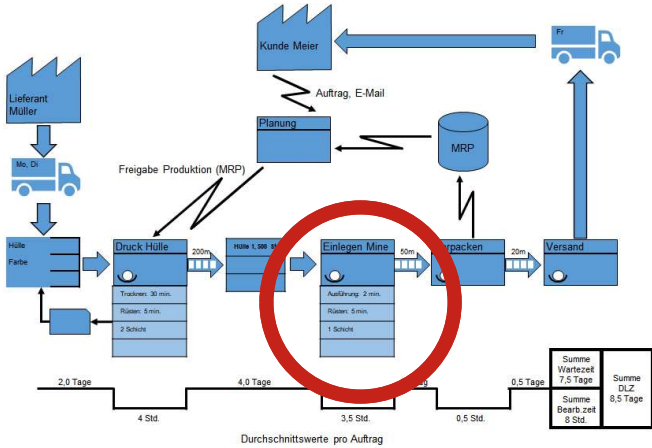 Fr
Kunde Meier
Lieferant
Müller
Auftrag, E-Mail
Planung
MRP
Mo, Di
Freigabe Produktion (MRP)
Hülle
Farbe
Druck Hülle
200m
Hülle 1, 500
Einlegen Mine
50m
20m
Versand
Trocknen: 30 min.
Rüsten: 5 min.
2 Schicht
Ausführung: 2 min.
Rüsten: 5 min.
1 Schicht
2,0 Tage
4,0 Tage
0,5 Tage
4 Std.
3,5 Std.
0,5 Std.
Summe
Wartezeit
7,5 Tage
Summe
DLZ
8,5 Tage
Summe
Bearb.zeit
8 Std.
Durchschnittswerte pro Auftrag